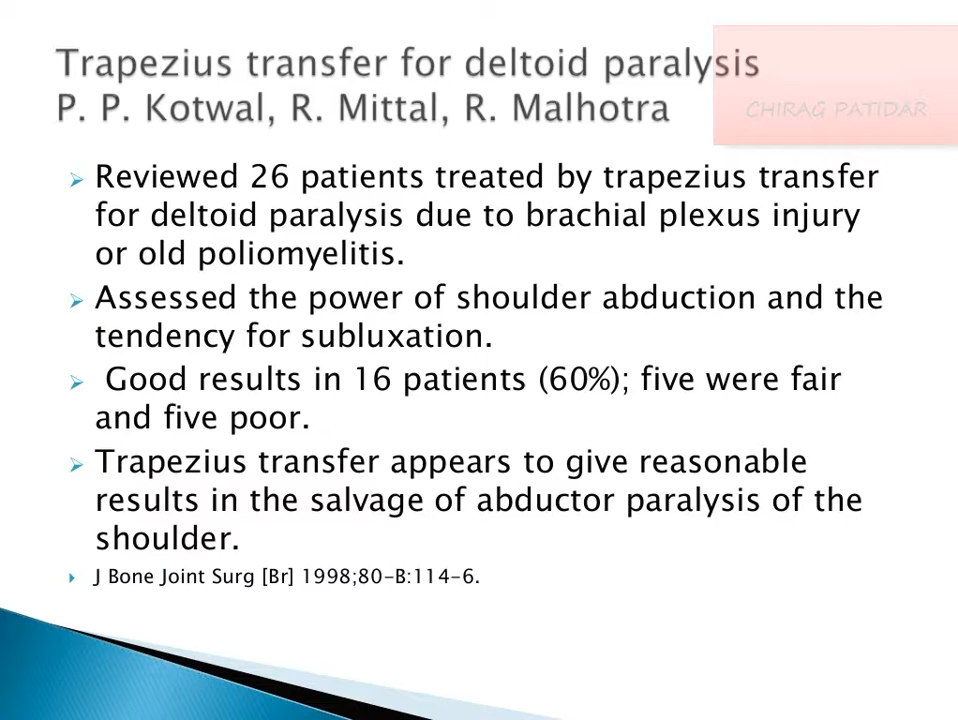 Trapezius transfer for deltoid paralysis
P. P. Kotwal, R. Mittal, R. Malhotra
CHIRAG PATIDAR
Reviewed 26 patients treated by trapezius transfer
for deltoid paralysis due to brachial plexus injury
or old poliomyelitis.
Assessed the power of shoulder abduction and the
tendency for subluxation.
Good results in 16 patients (60%); five were fair
and five poor.
Trapezius transfer appears to give reasonable
results in the salvage of abductor paralysis of the
shoulder.
J Bone Joint Surg [Br] 1998;80-B:114-6.